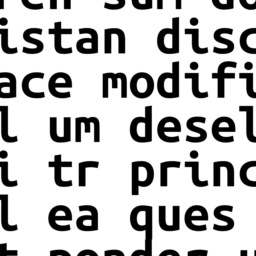 istan disc
ace modifi
l um desel
i tr princ
l ea ques